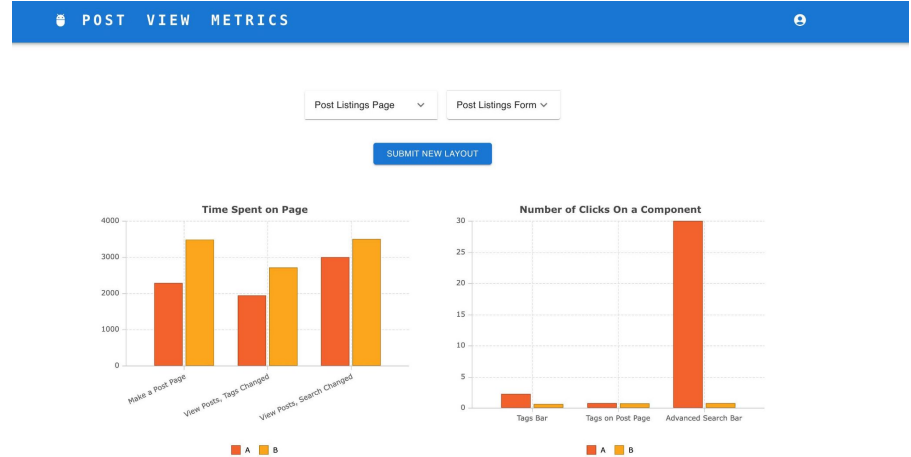 POST VIEW METRICS
Post Listings Page
Post Listings Form
SUBMIT NEW LAYOUT
Time Spent on Page
4000
3000
2000
1000
0
Make a Post Page
View Posts, Tags Changed
View Posts, Search Changed
A B
Number of Clicks On a Component
30
25
20
15
10
5
0
Tags Bar
Tags on Post Page
Advanced Search Bar
A B